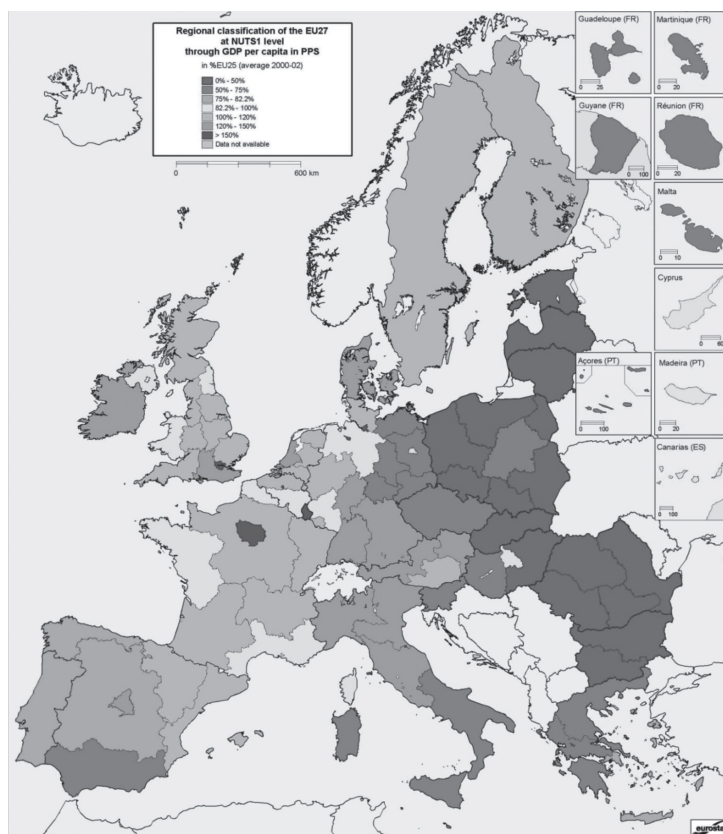 Regional classification of the EU27
at NUTS1 level
through GDP per capita in PPS
in %EU25 (average 2000-02)
0% - 50%
50% - 75%
75% - 82.2%
82.2% - 100%
100% - 120%
120% - 150%
> 150%
Data not available
0 600 km
Guadeloupe (FR)
0 25
Martinique (FR)
0 20
Guyane (FR)
0 100
Réunion (FR)
0 20
Malta
0 10
Cyprus
0 60
Açores (PT)
0 100
Madeira (PT)
0 20
Canarias (ES)
0 100